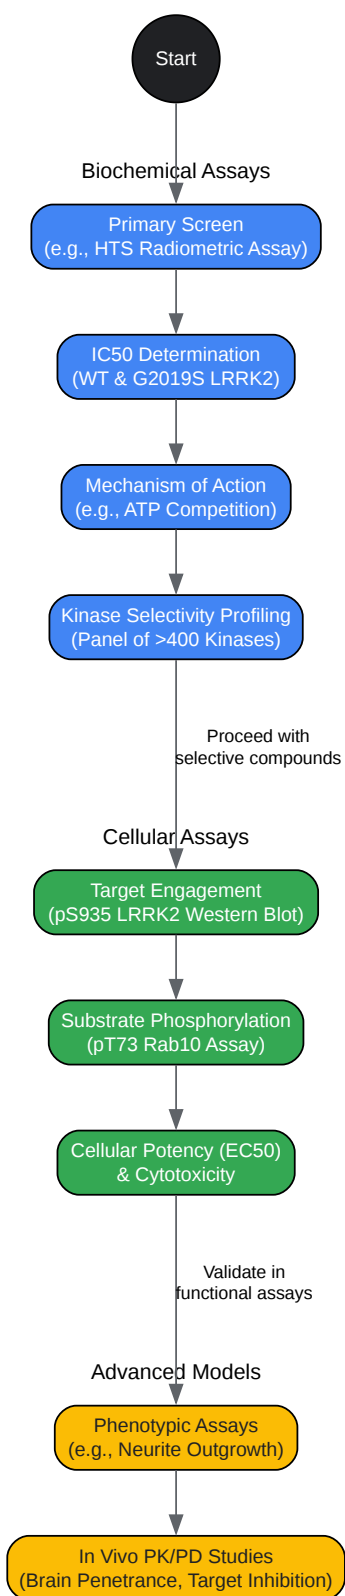 Start
Biochemical Assays
Primary Screen
(e.g., HTS Radiometric Assay)
IC50 Determination
(WT & G2019S LRRK2)
Mechanism of Action
(e.g., ATP Competition)
Kinase Selectivity Profiling
(Panel of >400 Kinases)
Proceed with
selective compounds
Cellular Assays
Target Engagement
(pS935 LRRK2 Western Blot)
Substrate Phosphorylation
(pT73 Rab10 Assay)
Cellular Potency (EC50)
& Cytotoxicity
Validate in
functional assays
Advanced Models
Phenotypic Assays
(e.g., Neurite Outgrowth)
In Vivo PK/PD Studies
(Brain Penetrance, Target Inhibition)